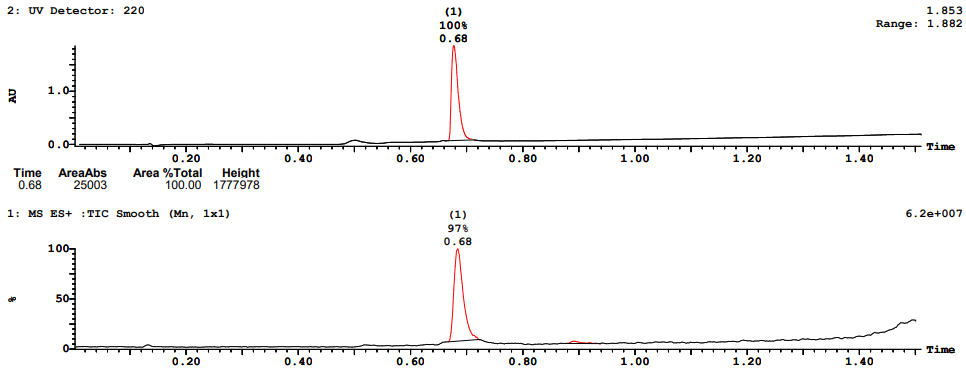 2: UV Detector: 220
1.853
Range: 1.882
(1)
100%
0.68
AU
1.0
0.0
0.20 0.40 0.60 0.80 1.00 1.20 1.40
Time
Time AreaAbs Area %Total Height
0.68 25003 100.00 1777978
1: MS ES+ :TIC Smooth (Mn, 1x1)
6.2e+007
(1)
97%
0.68
%
100
50
0
0.20 0.40 0.60 0.80 1.00 1.20 1.40
Time